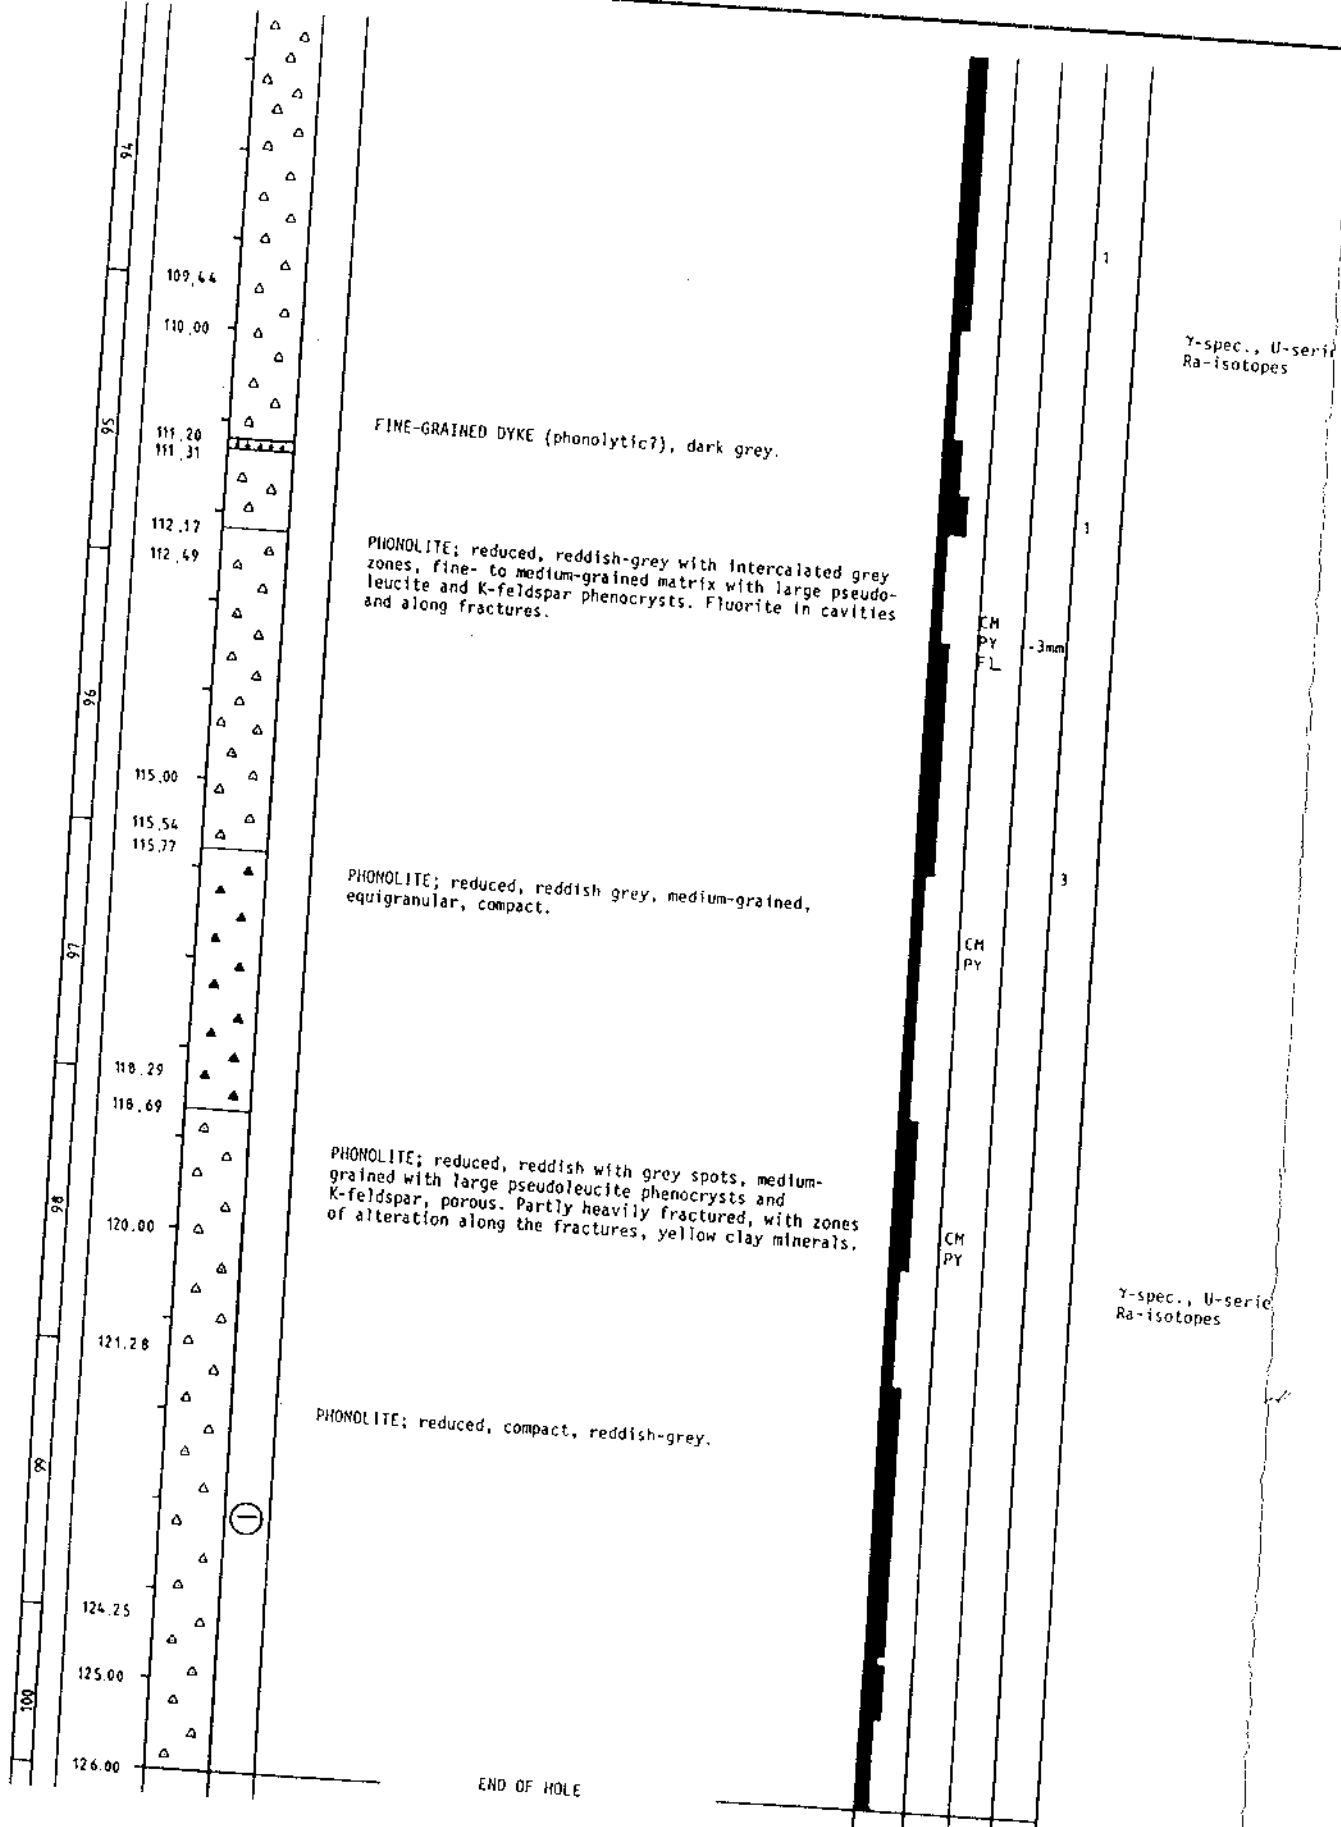 94
109,44
1
110,00
γ-spec., U-seri
Ra-isotopes
95
111,20
FINE-GRAINED DYKE (phonolytic?), dark grey.
111,31
112,17
1
112,49
PHONOLITE; reduced, reddish-grey with intercalated grey
zones, fine- to medium-grained matrix with large pseudo-
leucite and K-feldspar phenocrysts. Fluorite in cavities
and along fractures.
CM
PY
FL
-3mm
96
115,00
115,54
115,77
PHONOLITE; reduced, reddish grey, medium-grained,
equigranular, compact.
3
97
CM
PY
118.29
118.69
PHONOLITE; reduced, reddish with grey spots, medium-
grained with large pseudoleucite phenocrysts and
K-feldspar, porous. Partly heavily fractured, with zones
of alteration along the fractures, yellow clay minerals.
98
120.00
CM
PY
γ-spec., U-serie
Ra-isotopes
121.28
PHONOLITE; reduced, compact, reddish-grey.
99
124.25
125.00
100
126.00
END OF HOLE